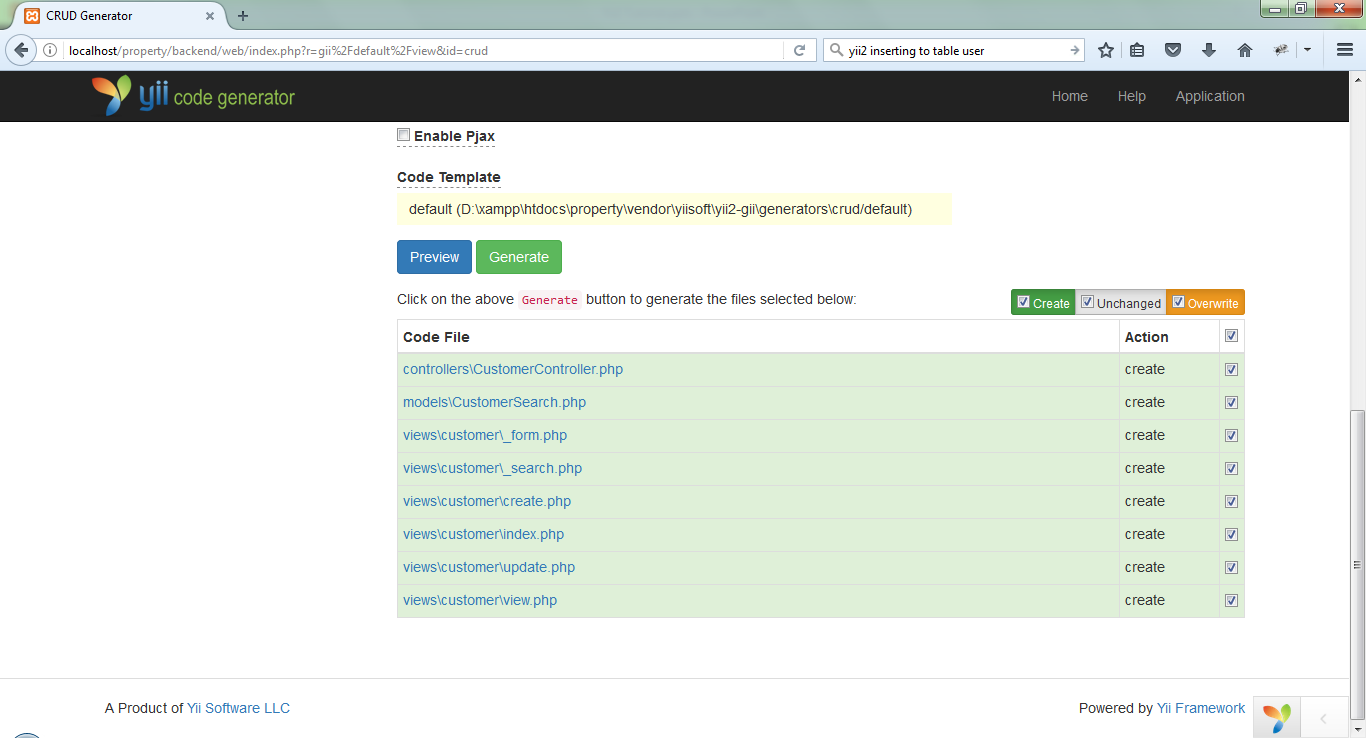 CRUD Generator
localhost/property/backend/web/index.php?r=gii%2Fdefault%2Fview&id=crud
yii2 inserting to table user
yii code generator
Home Help Application
Enable Pjax
Code Template
default (D:\xampp\htdocs\property\vendor\yiisoft\yii2-gii\generators\crud/default)
Preview Generate
Click on the above Generate button to generate the files selected below:
Create Unchanged Overwrite
Code File Action
controllers\CustomerController.php create
models\CustomerSearch.php create
views\customer\_form.php create
views\customer\_search.php create
views\customer\create.php create
views\customer\index.php create
views\customer\update.php create
views\customer\view.php create
A Product of Yii Software LLC
Powered by Yii Framework